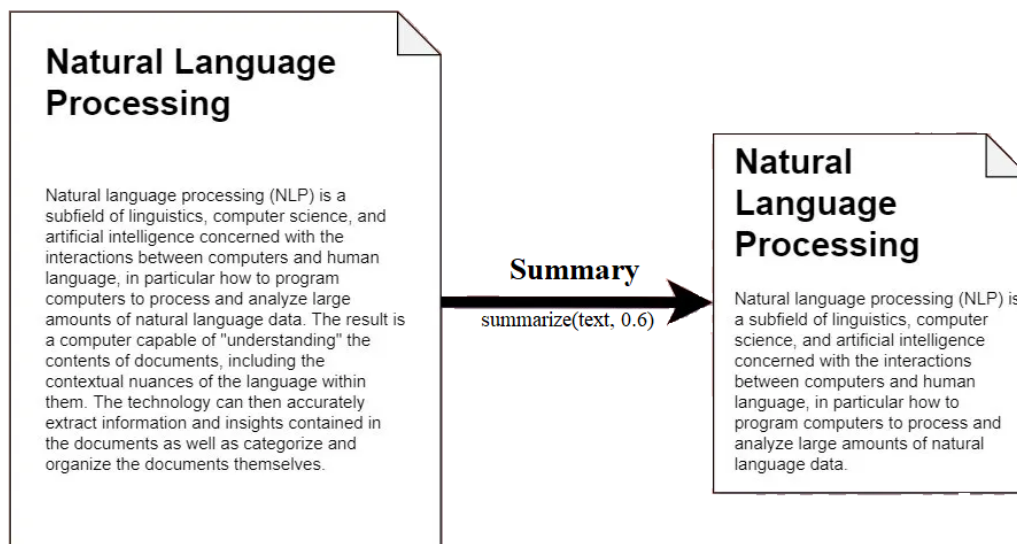 Natural Language
Processing
Natural language processing (NLP) is a
subfield of linguistics, computer science, and
artificial intelligence concerned with the
interactions between computers and human
language, in particular how to program
computers to process and analyze large
amounts of natural language data. The result is
a computer capable of "understanding" the
contents of documents, including the
contextual nuances of the language within
them. The technology can then accurately
extract information and insights contained in
the documents as well as categorize and
organize the documents themselves.
Summary
summarize(text, 0.6)
Natural
Language
Processing
Natural language processing (NLP) is
a subfield of linguistics, computer
science, and artificial intelligence
concerned with the interactions
between computers and human
language, in particular how to
program computers to process and
analyze large amounts of natural
language data.